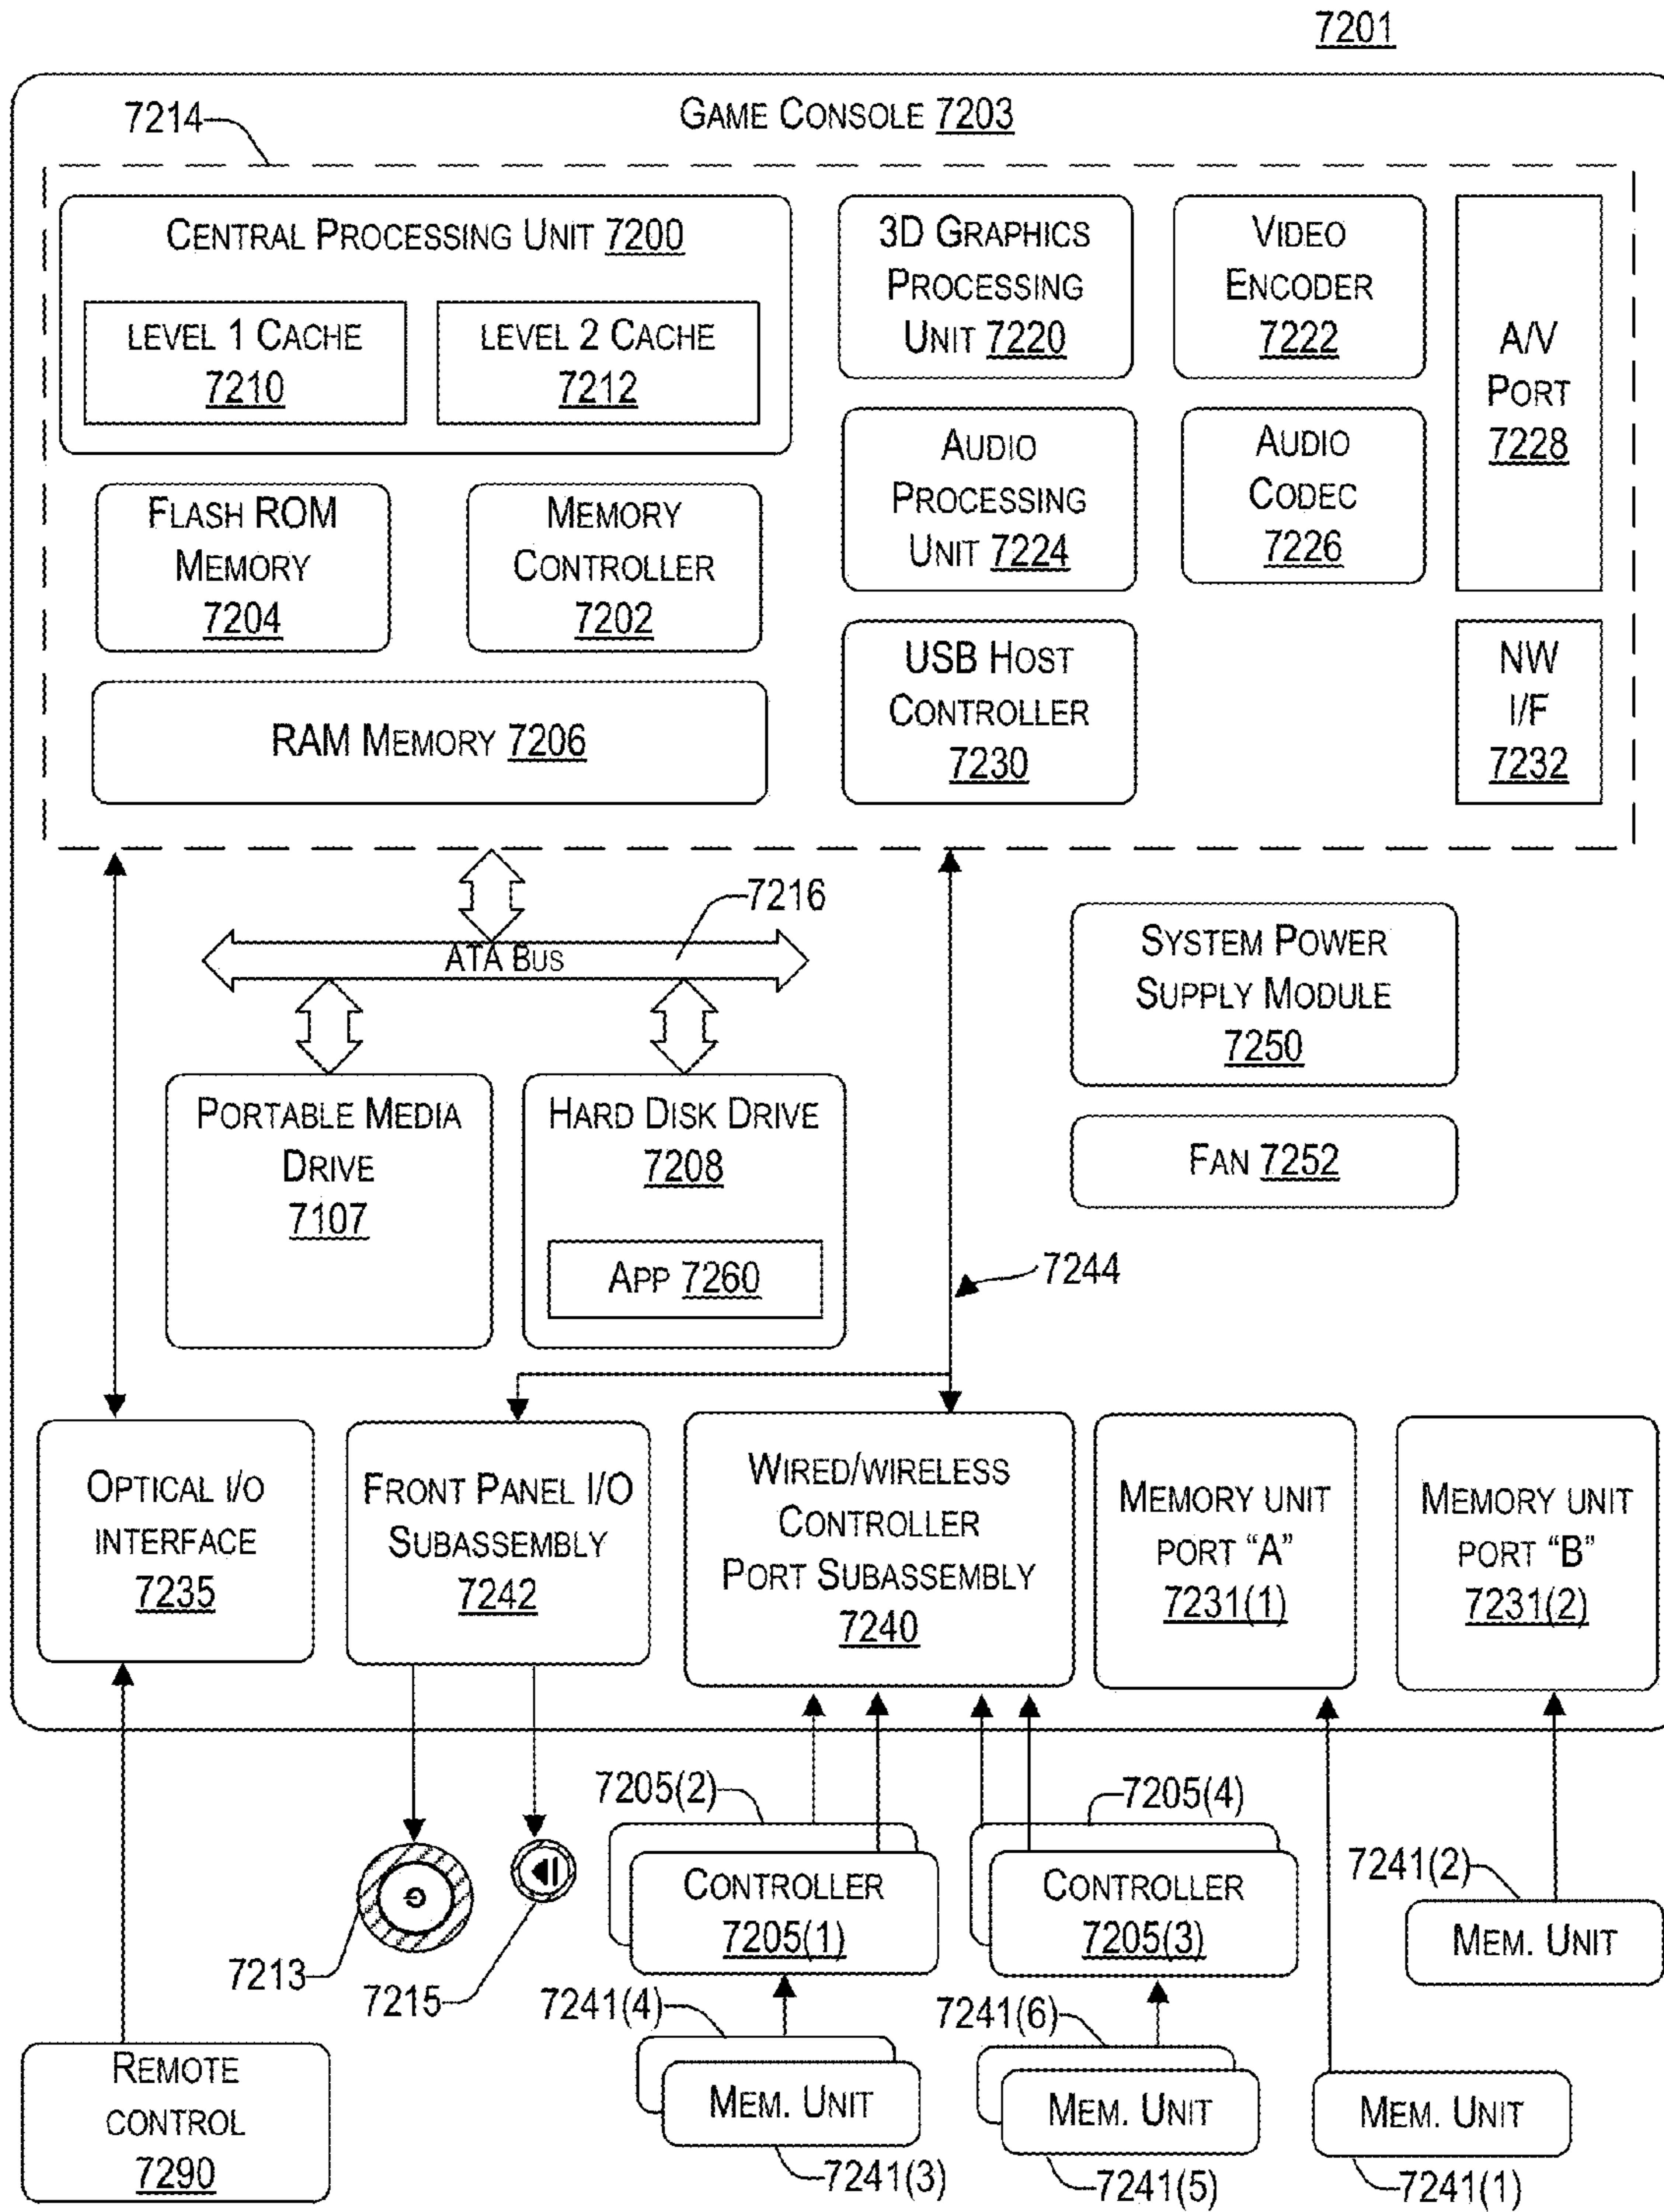 7201
GAME CONSOLE 7203
7214
CENTRAL PROCESSING UNIT 7200
LEVEL 1 CACHE
7210
LEVEL 2 CACHE
7212
3D GRAPHICS
PROCESSING
UNIT 7220
VIDEO
ENCODER
7222
A/V
PORT
7228
FLASH ROM
MEMORY
7204
MEMORY
CONTROLLER
7202
AUDIO
PROCESSING
UNIT 7224
AUDIO
CODEC
7226
RAM MEMORY 7206
USB HOST
CONTROLLER
7230
NW
I/F
7232
7216
ATA BUS
SYSTEM POWER
SUPPLY MODULE
7250
PORTABLE MEDIA
DRIVE
7107
HARD DISK DRIVE
7208
APP 7260
FAN 7252
7244
OPTICAL I/O
INTERFACE
7235
FRONT PANEL I/O
SUBASSEMBLY
7242
WIRED/WIRELESS
CONTROLLER
PORT SUBASSEMBLY
7240
MEMORY UNIT
PORT “A”
7231(1)
MEMORY UNIT
PORT “B”
7231(2)
7205(2)
7205(4)
CONTROLLER
7205(1)
CONTROLLER
7205(3)
7241(2)
MEM. UNIT
7213
7215
7241(4)
7241(6)
REMOTE
CONTROL
7290
MEM. UNIT
MEM. UNIT
MEM. UNIT
7241(3)
7241(5)
7241(1)